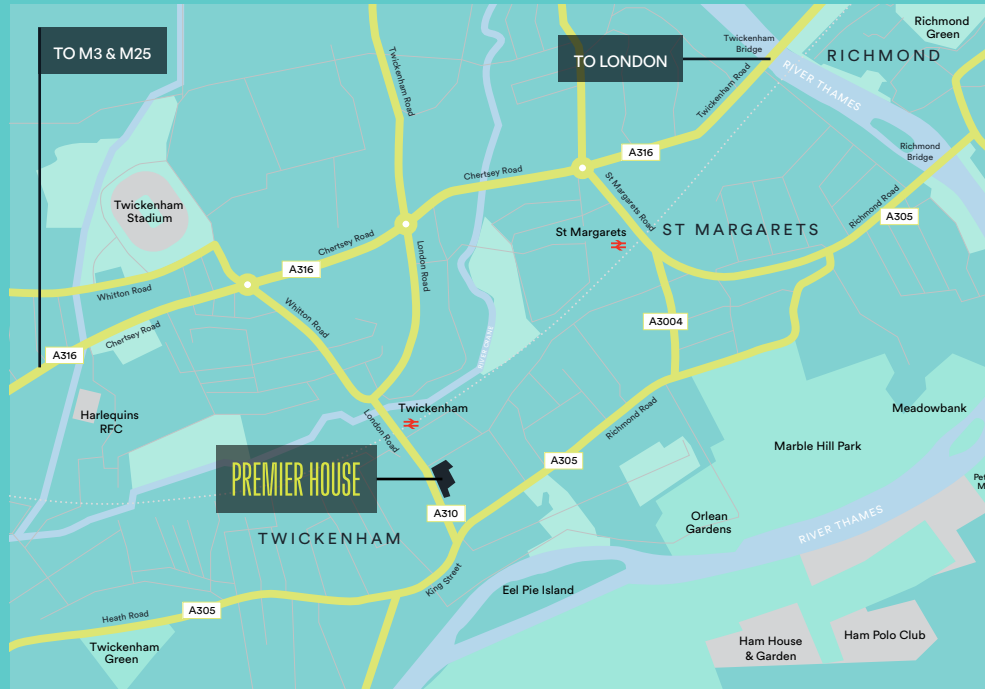 TO M3 & M25
TO LONDON
Twickenham
Bridge
Richmond
Green
RICHMOND
RIVER THAMES
Twickenham Road
Twickenham Road
A316
Richmond
Bridge
Chertsey Road
Twickenham
Stadium
St Margarets Road
Richmond Road
A305
St Margarets
ST MARGARETS
Chertsey Road
London Road
A316
Whitton Road
Whitton Road
A3004
Chertsey Road
RIVER CRANE
A316
Harlequins
RFC
Twickenham
Richmond Road
Meadowbank
London Road
Marble Hill Park
A305
PREMIER HOUSE
A310
Orlean
Gardens
RIVER THAMES
TWICKENHAM
King Street
Eel Pie Island
A305
Heath Road
Twickenham
Green
Ham House
& Garden
Ham Polo Club